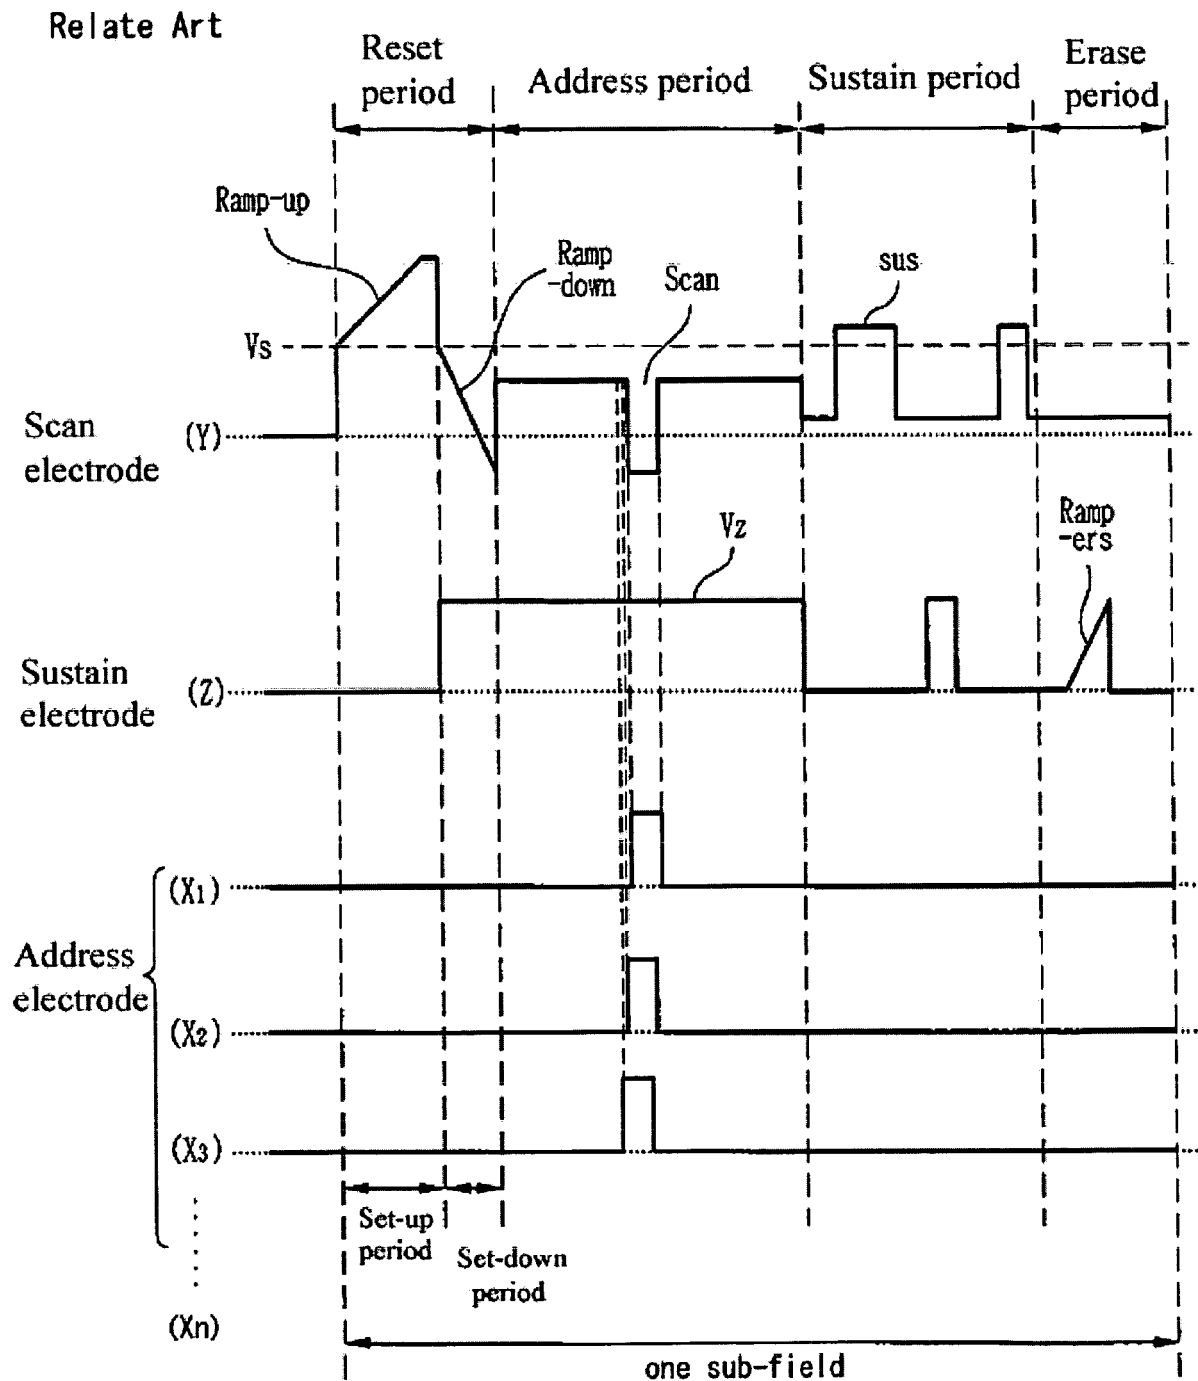 Relate Art
Reset
period
Address period
Sustain period
Erase
period
Ramp-up
Ramp
-down
Scan
sus
Vs
Scan
electrode
(Y)
Vz
Ramp
-ers
Sustain
electrode
(Z)
(X1)
Address
electrode
(X2)
(X3)
Set-up
period
Set-down
period
(Xn)
one sub-field